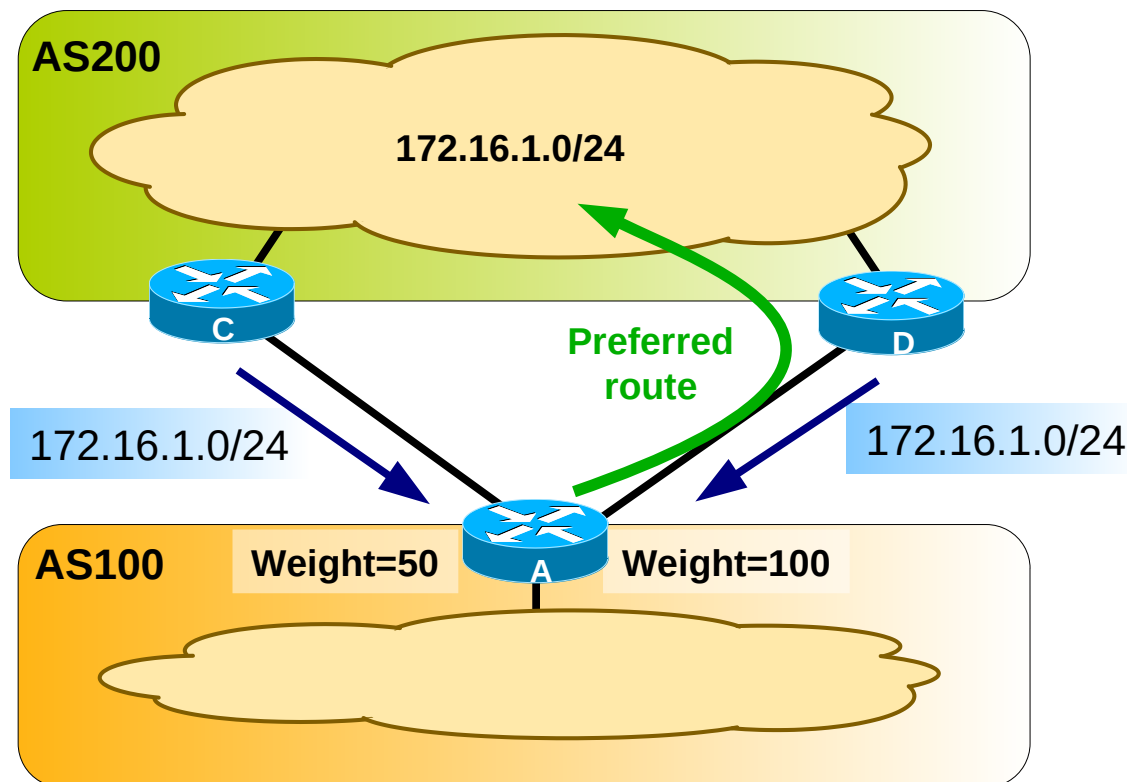 AS200
172.16.1.0/24
C
D
Preferred
route
172.16.1.0/24
172.16.1.0/24
AS100
Weight=50
A
Weight=100